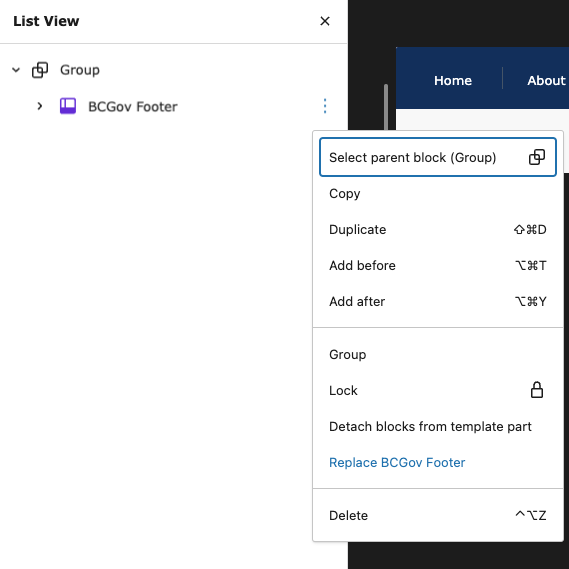 List View
Group
BCGov Footer
Home
About
Select parent block (Group)
Copy
Duplicate ⇧⌘D
Add before ⌥⌘T
Add after ⌥⌘Y
Group
Lock
Detach blocks from template part
Replace BCGov Footer
Delete ^⌥Z